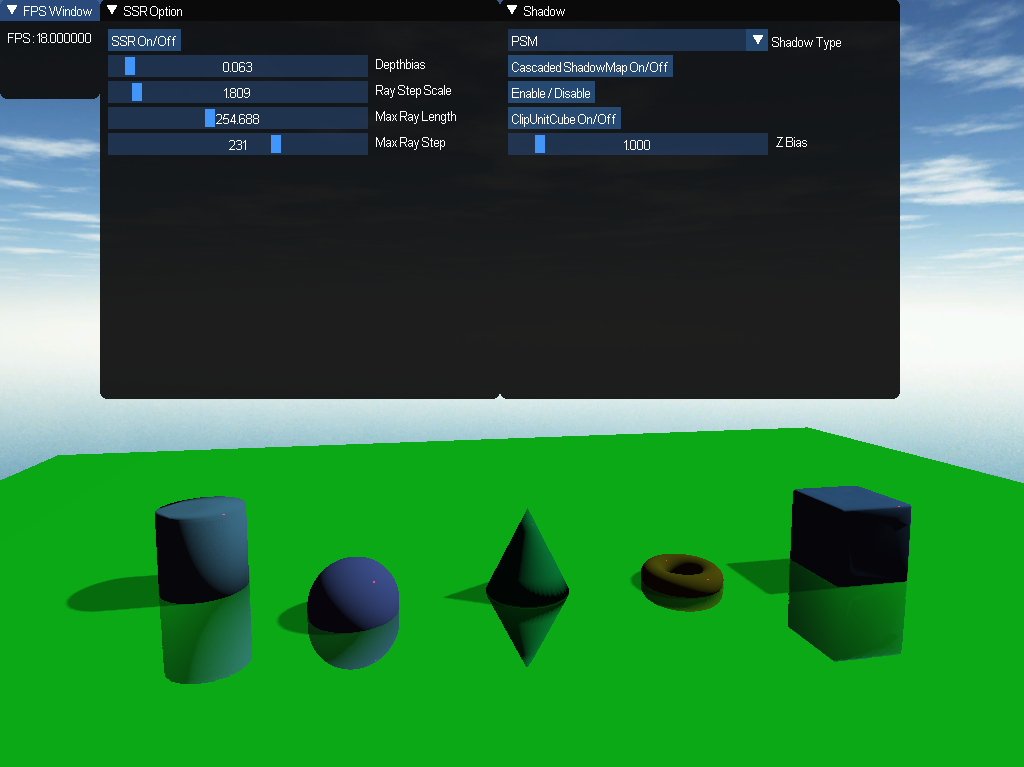 FPS Window
FPS:18.000000
SSR Option
SSR On/Off
0.063 Depthbias
1.809 Ray Step Scale
254.688 Max Ray Length
231 Max Ray Step
Shadow
PSM Shadow Type
Cascaded ShadowMap On/Off
Enable / Disable
ClipUnitCube On/Off
1.000 Z Bias